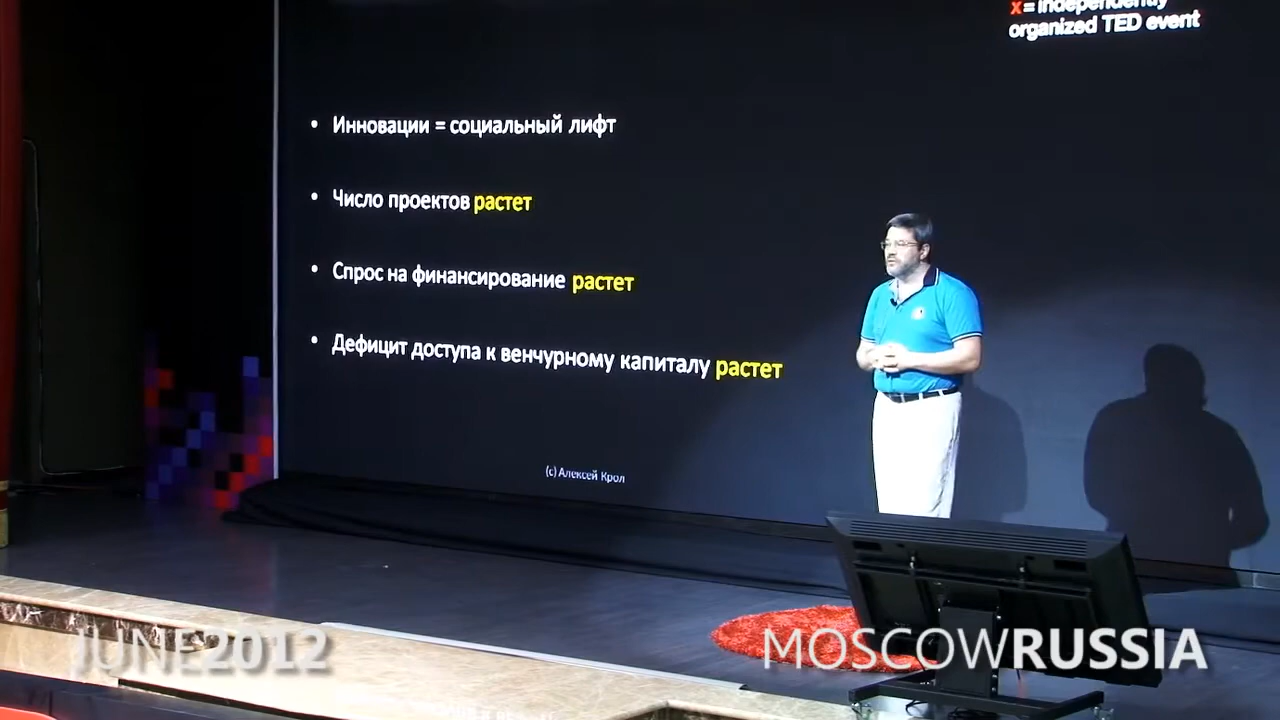 x = independently
organized TED event
• Инновации = социальный лифт
• Число проектов растет
• Спрос на финансирование растет
• Дефицит доступа к венчурному капиталу растет
(с) Алексей Крол
JUNE2012
MOSCOWRUSSIA